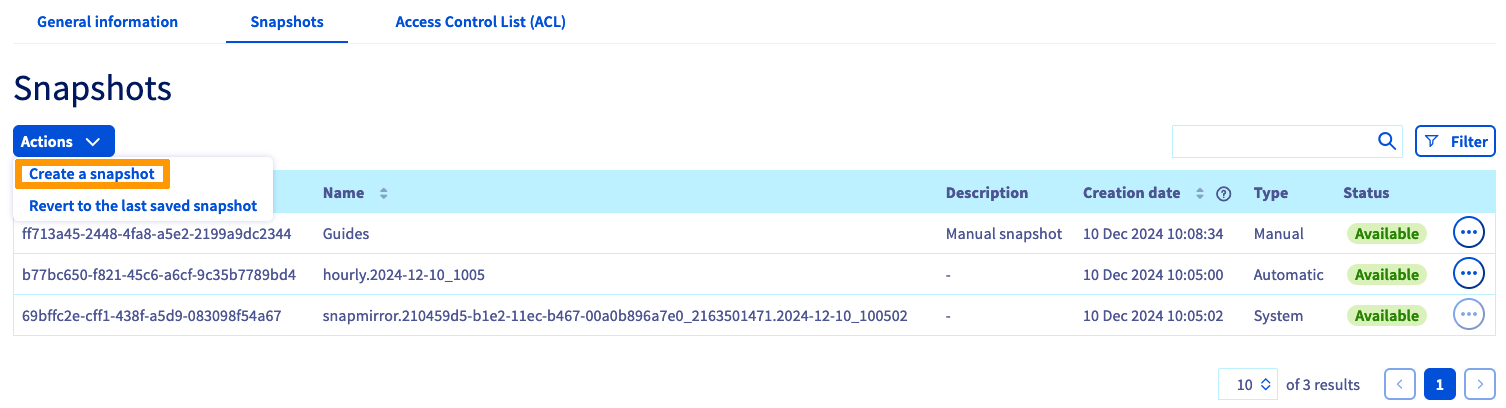 General information Snapshots Access Control List (ACL)
Snapshots
Actions
Filter
Create a snapshot
Revert to the last saved snapshot
Name Description Creation date Type Status
ff713a45-2448-4fa8-a5e2-2199a9dc2344 Guides Manual snapshot 10 Dec 2024 10:08:34 Manual Available
b77bc650-f821-45c6-a6cf-9c35b7789bd4 hourly.2024-12-10_1005 - 10 Dec 2024 10:05:00 Automatic Available
69bffc2e-cff1-438f-a5d9-083098f54a67 snapmirror.210459d5-b1e2-11ec-b467-00a0b896a7e0_2163501471.2024-12-10_100502 - 10 Dec 2024 10:05:02 System Available
10 of 3 results 1